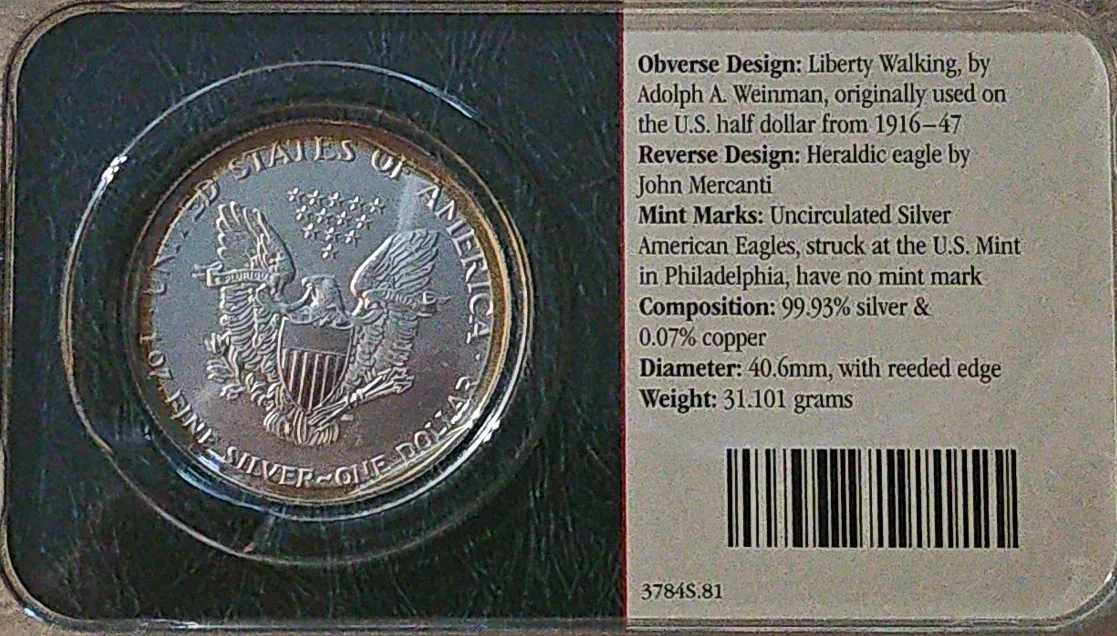 UNITED STATES OF AMERICA
PLURIBUS
1 OZ. FINE SILVER~ONE DOLLAR
Obverse Design: Liberty Walking, by
Adolph A. Weinman, originally used on
the U.S. half dollar from 1916–47
Reverse Design: Heraldic eagle by
John Mercanti
Mint Marks: Uncirculated Silver
American Eagles, struck at the U.S. Mint
in Philadelphia, have no mint mark
Composition: 99.93% silver &
0.07% copper
Diameter: 40.6mm, with reeded edge
Weight: 31.101 grams
3784S.81